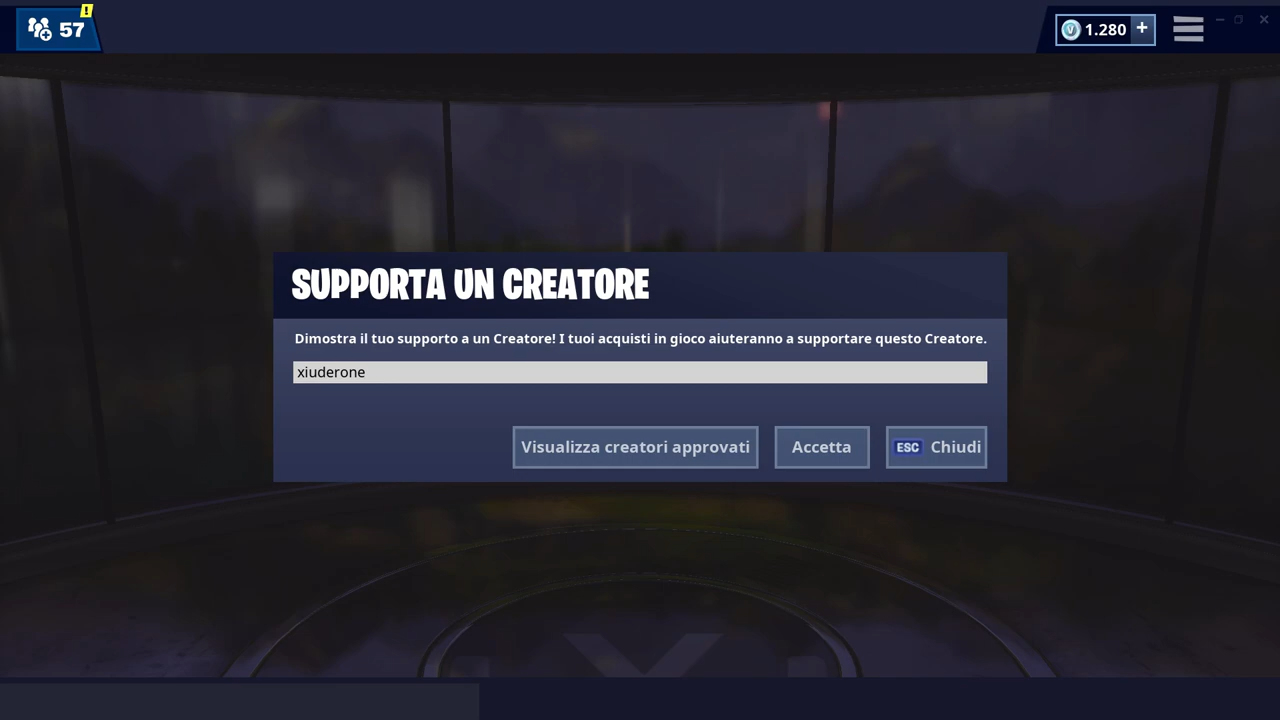 57
!
1.280 +
SUPPORTA UN CREATORE
Dimostra il tuo supporto a un Creatore! I tuoi acquisti in gioco aiuteranno a supportare questo Creatore.
xiuderone
Visualizza creatori approvati
Accetta
ESC Chiudi